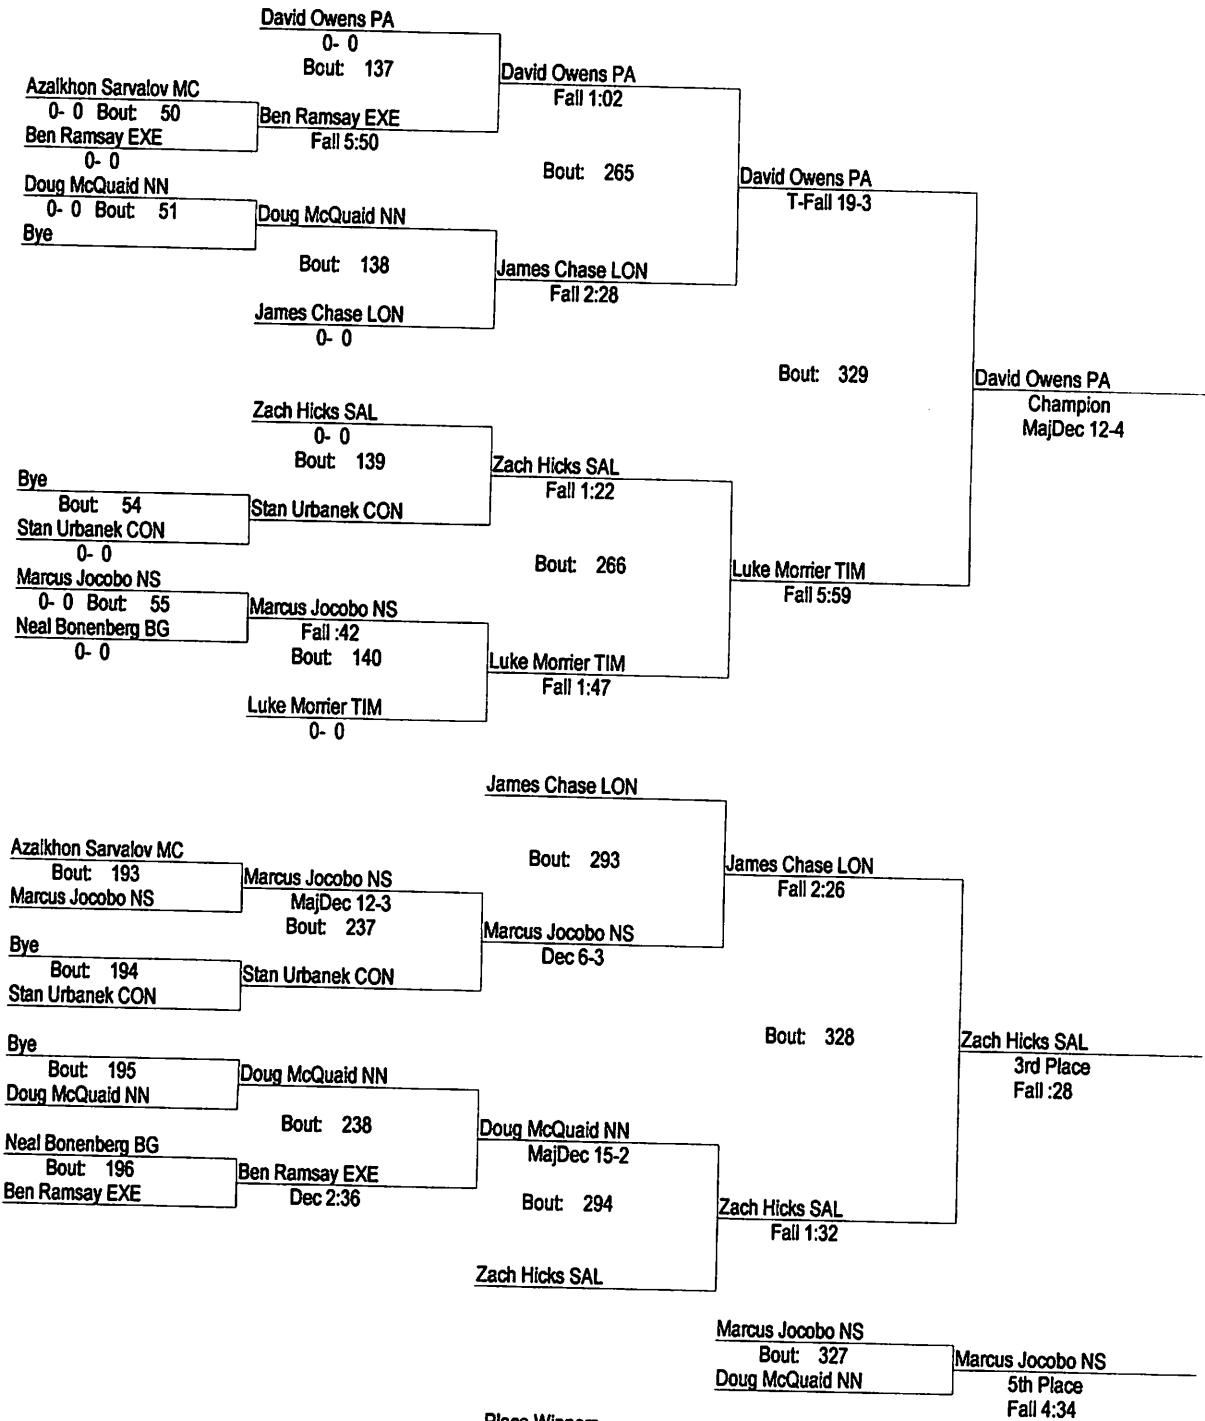 David Owens PA
0- 0
Bout: 137
David Owens PA
Fall 1:02
Azaikhon Sarvalov MC
0- 0 Bout: 50
Ben Ramsay EXE
Fall 5:50
Ben Ramsay EXE
0- 0
Bout: 265
David Owens PA
T-Fall 19-3
Doug McQuaid NN
0- 0 Bout: 51
Doug McQuaid NN
Bye
Bout: 138
James Chase LON
Fall 2:28
James Chase LON
0- 0
Bout: 329
David Owens PA
Champion
MajDec 12-4
Zach Hicks SAL
0- 0
Bout: 139
Zach Hicks SAL
Fall 1:22
Bye
Bout: 54
Stan Urbanek CON
Stan Urbanek CON
0- 0
Bout: 266
Luke Morrier TIM
Fall 5:59
Marcus Jocobo NS
0- 0 Bout: 55
Marcus Jocobo NS
Fall :42
Neal Bonenberg BG
0- 0
Bout: 140
Luke Morrier TIM
Fall 1:47
Luke Morrier TIM
0- 0
James Chase LON
Azaikhon Sarvalov MC
Bout: 193
Marcus Jocobo NS
Bout: 293
James Chase LON
Fall 2:26
Marcus Jocobo NS
MajDec 12-3
Bout: 237
Marcus Jocobo NS
Dec 6-3
Bye
Bout: 194
Stan Urbanek CON
Stan Urbanek CON
Bout: 328
Zach Hicks SAL
3rd Place
Fall :28
Bye
Bout: 195
Doug McQuaid NN
Doug McQuaid NN
Bout: 238
Doug McQuaid NN
MajDec 15-2
Neal Bonenberg BG
Bout: 196
Ben Ramsay EXE
Ben Ramsay EXE
Dec 2:36
Bout: 294
Zach Hicks SAL
Fall 1:32
Zach Hicks SAL
Marcus Jocobo NS
Bout: 327
Doug McQuaid NN
Marcus Jocobo NS
5th Place
Fall 4:34
Place Winners